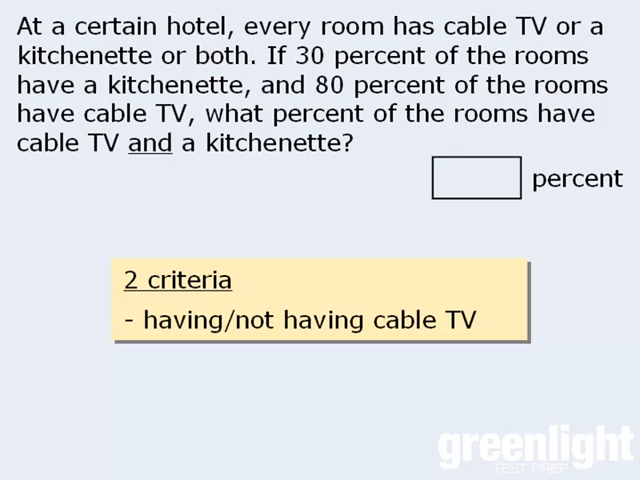 At a certain hotel, every room has cable TV or a
kitchenette or both. If 30 percent of the rooms
have a kitchenette, and 80 percent of the rooms
have cable TV, what percent of the rooms have
cable TV and a kitchenette?
percent
2 criteria
- having/not having cable TV
greenlight
TEST PREP